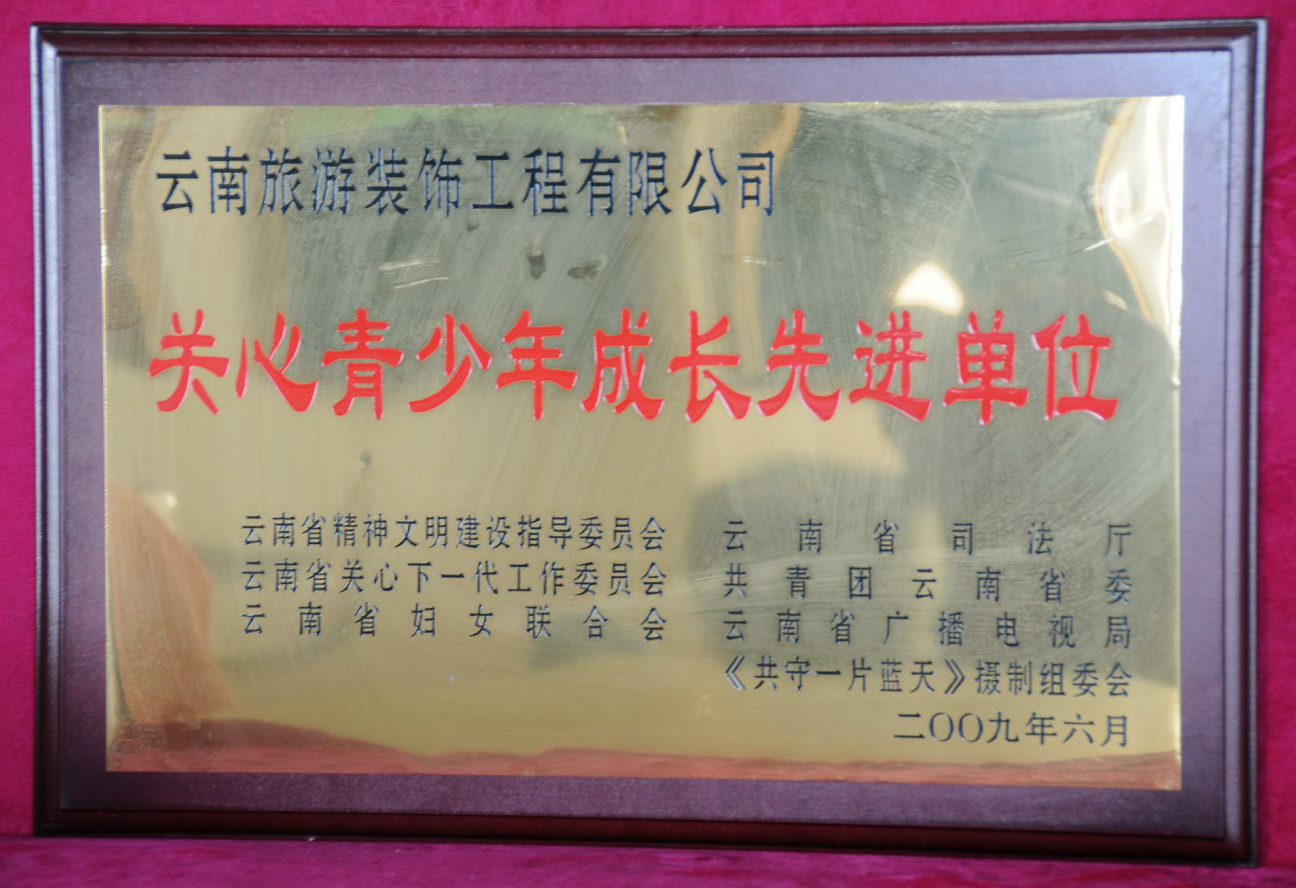 云南旅游装饰工程有限公司
关心青少年成长先进单位
云南省精神文明建设指导委员会
云南省关心下一代工作委员会
云南省妇女联合会
云南省司法厅
共青团云南省委
云南省广播电视局
《共守一片蓝天》摄制组委会
二〇〇九年六月